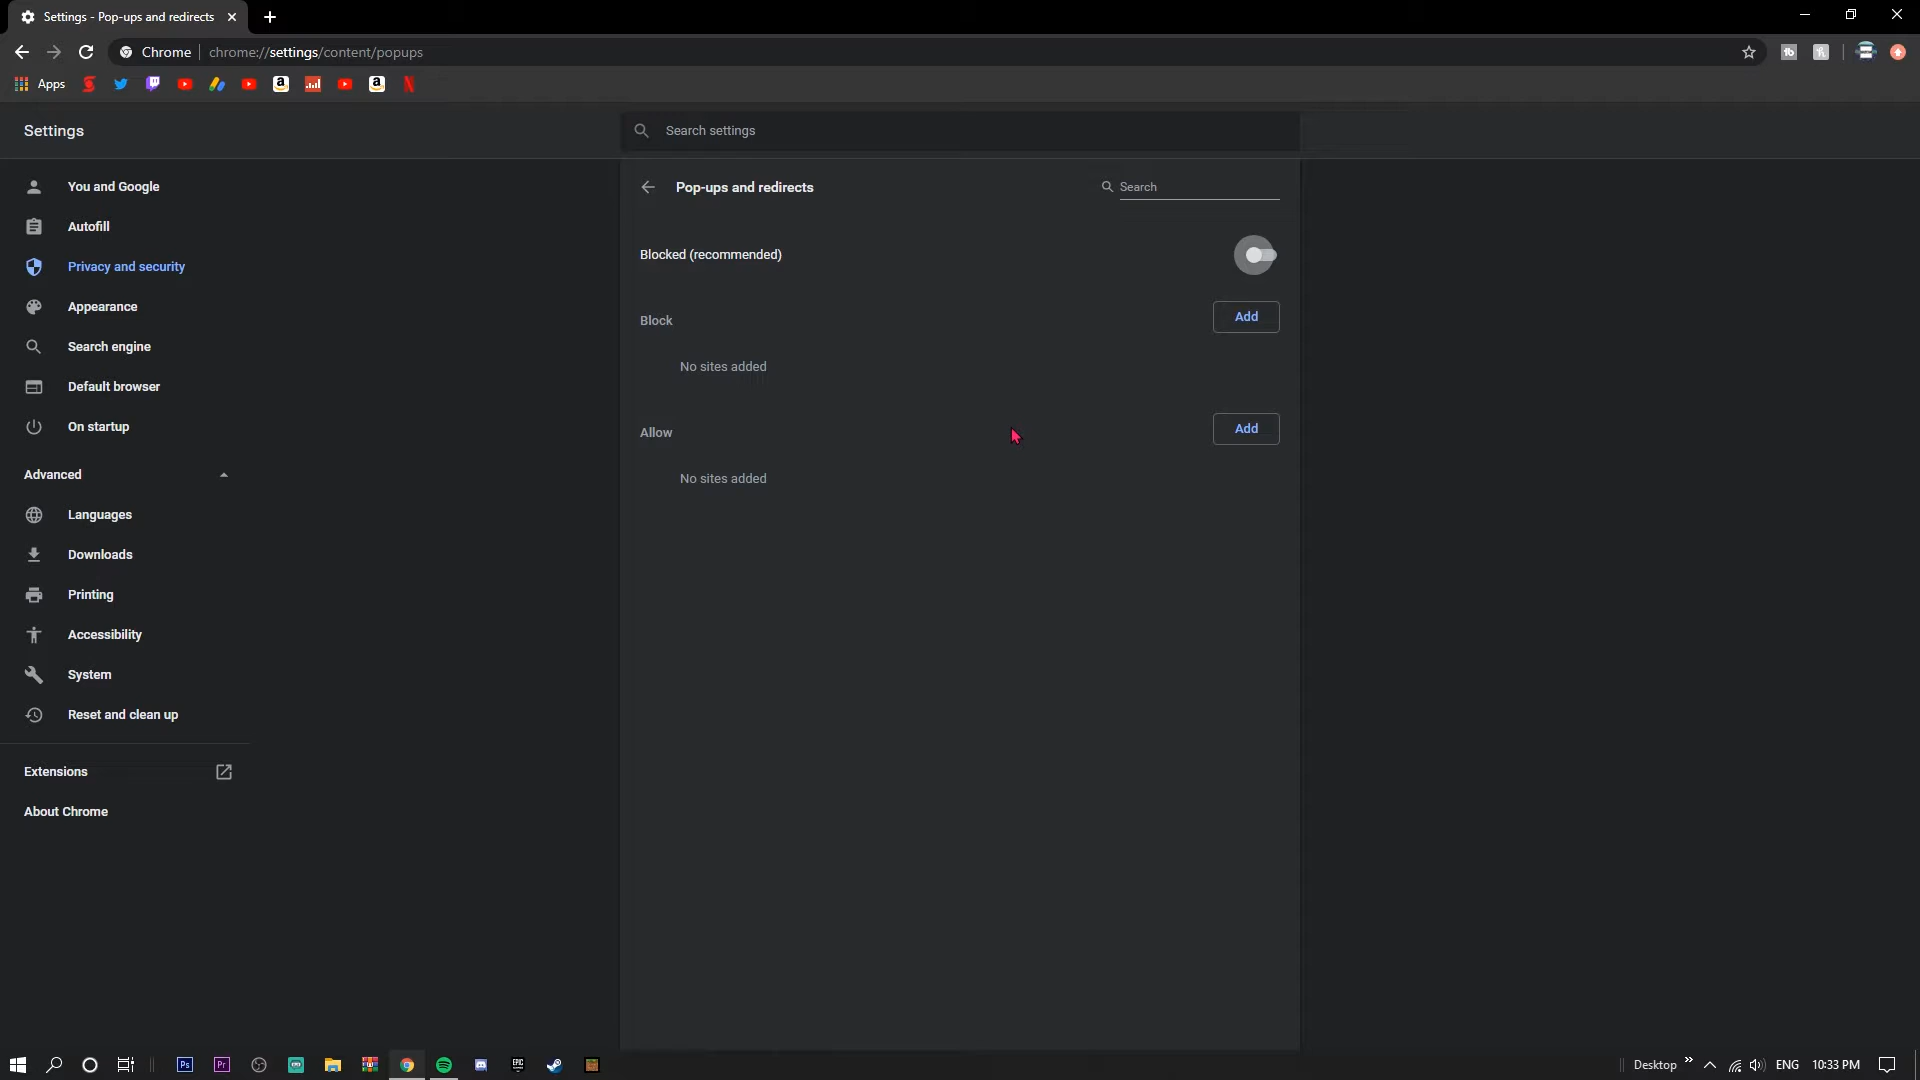 Settings - Pop-ups and redirects
Chrome
chrome://settings/content/popups
Apps
Settings
Search settings
You and Google
Autofill
Privacy and security
Appearance
Search engine
Default browser
On startup
Advanced
Languages
Downloads
Printing
Accessibility
System
Reset and clean up
Extensions
About Chrome
Pop-ups and redirects
Search
Blocked (recommended)
Block
Add
No sites added
Allow
Add
No sites added
Ps
Pr
EPIC
Desktop
ENG
10:33 PM